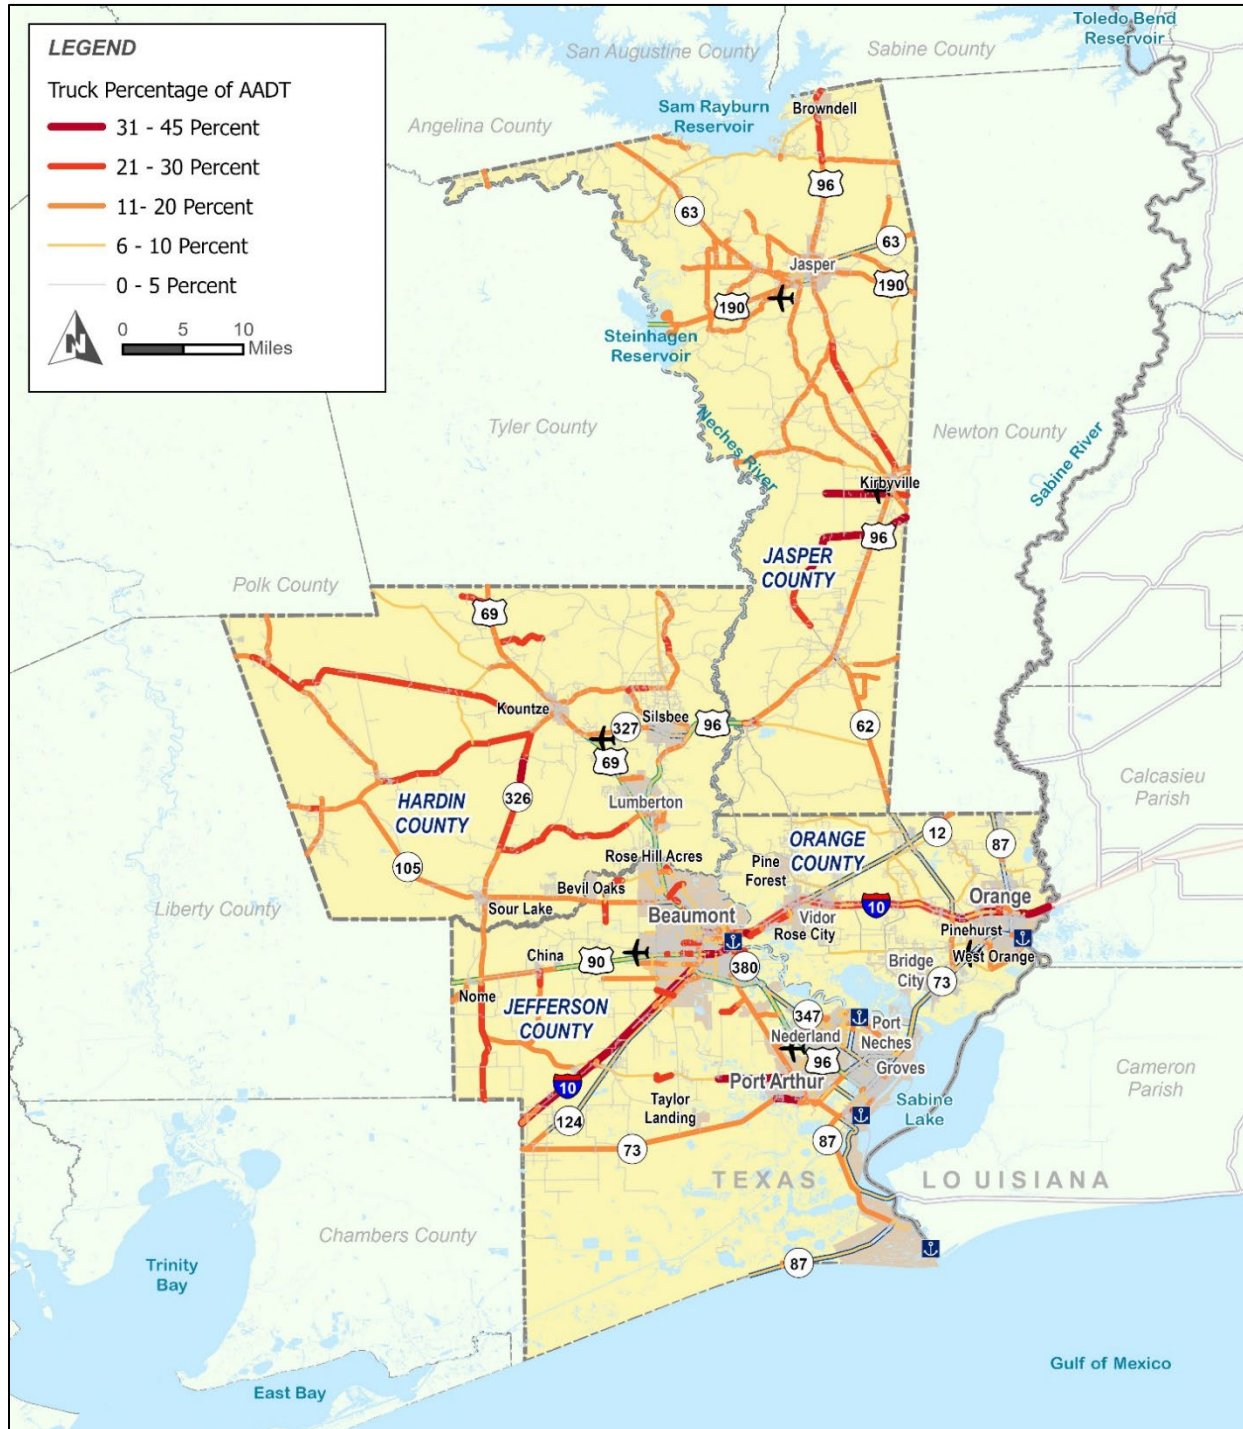 LEGEND
Truck Percentage of AADT
31 - 45 Percent
21 - 30 Percent
11- 20 Percent
6 - 10 Percent
0 - 5 Percent
N
0 5 10
Miles
Toledo Bend
Reservoir
San Augustine County
Sabine County
Sam Rayburn
Reservoir
Browndell
Angelina County
96
63
63
Jasper
190
190
Steinhagen
Reservoir
Tyler County
Neches River
Newton County
Sabine River
Kirbyville
96
JASPER
COUNTY
Polk County
69
Kountze
327
Silsbee
96
62
69
Calcasieu
Parish
326
Lumberton
HARDIN
COUNTY
ORANGE
COUNTY
12
87
105
Rose Hill Acres
Pine
Forest
Bevil Oaks
Orange
Liberty County
Sour Lake
10
Beaumont
Vidor
Rose City
Pinehurst
West Orange
China
90
380
Bridge
City
73
Nome
JEFFERSON
COUNTY
347
Port
Neches
Nederland
96
Groves
10
Port Arthur
Cameron
Parish
124
Taylor
Landing
Sabine
Lake
73
87
TEXAS
LOUISIANA
Chambers County
Trinity
Bay
87
East Bay
Gulf of Mexico